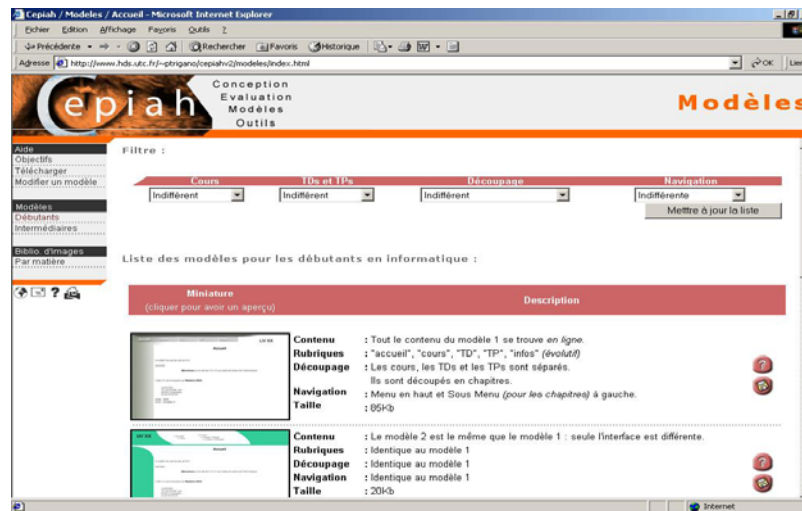 Cepiah / Modeles / Accueil - Microsoft Internet Explorer
Fichier Edition Affichage Favoris Outils ?
Précédente Rechercher Favoris Historique
Adresse http://www.hds.utc.fr/~ptrigano/cepiahv2/modeles/index.html OK Lien
Cepiah
Conception
Evaluation
Modèles
Outils
Modèles
Aide
Objectifs
Télécharger
Modifier un modèle
Modèles
Débutants
Intermédiaires
Biblio. d'images
Par matière
Filtre :
Cours TDs et TPs Découpage Navigation
Indifférent Indifférent Indifférent Indifférente
Metttre à jour la liste
Liste des modèles pour les débutants en informatique :
Miniature Description
(cliquer pour avoir un aperçu)
UV XX
Accueil
Contenu : Tout le contenu du modèle 1 se trouve en ligne.
Rubriques : "accueil", "cours", "TD", "TP", "infos" (évolutif)
Découpage : Les cours, les TDs et les TPs sont séparés.
Ils sont découpés en chapitres.
Navigation : Menu en haut et Sous Menu (pour les chapitres) à gauche.
Taille : 85Kb
UV XX
Accueil
Contenu : Le modèle 2 est le même que le modèle 1 : seule l'interface est différente.
Rubriques : Identique au modèle 1
Découpage : Identique au modèle 1
Navigation : Identique au modèle 1
Taille : 20Kb
Internet